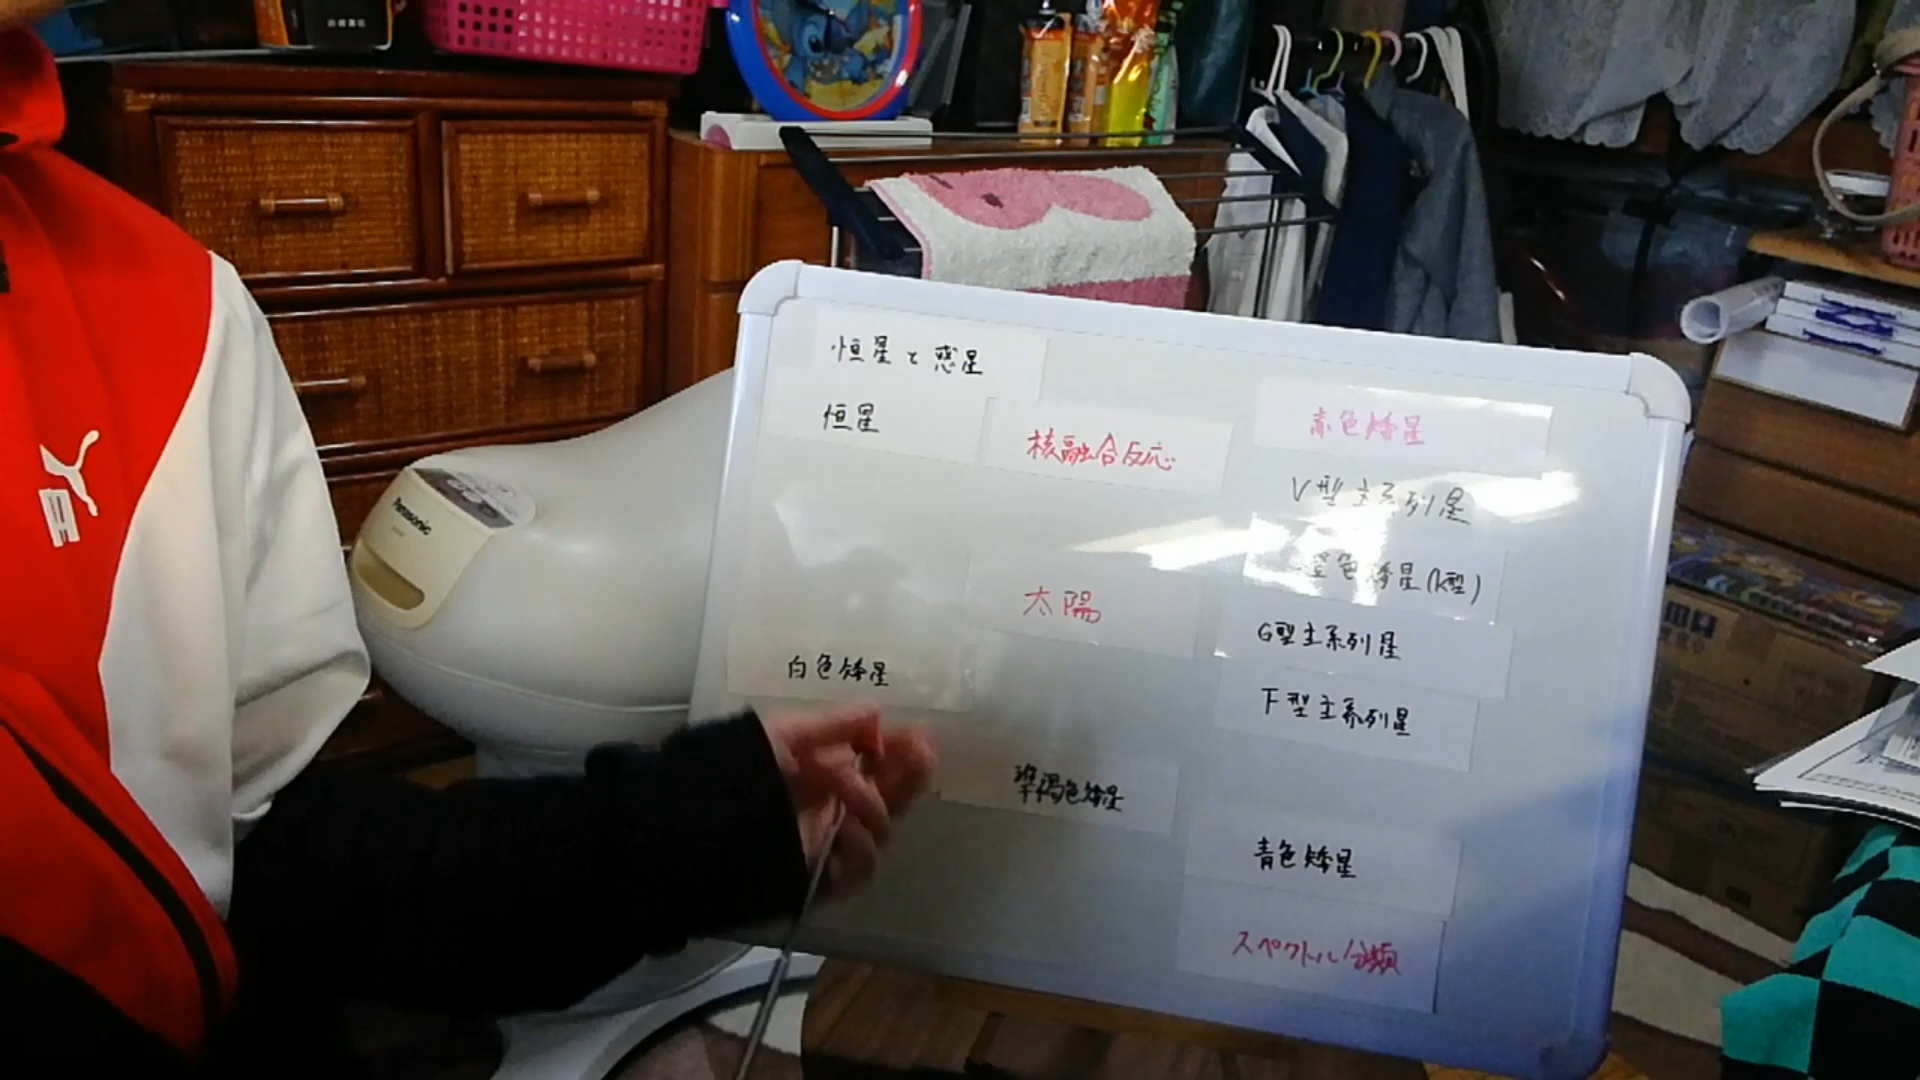 恒星と惑星
恒星
核融合反応
太陽
白色矮星
準褐色矮星
赤色矮星
V型主系列星
橙色矮星(K型)
G型主系列星
F型主系列星
青色矮星
スペクトル分類
Panasonic